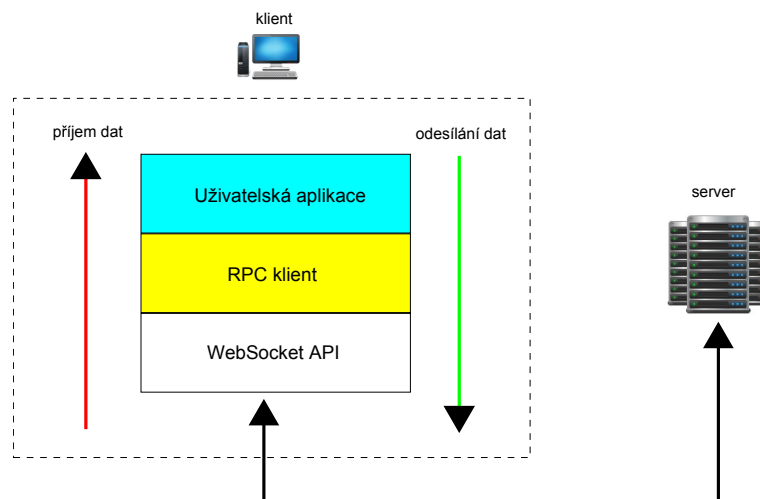 klient
příjem dat
odesílání dat
Uživatelská aplikace
server
RPC klient
WebSocket API